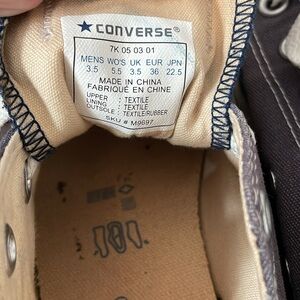 ★CONVERSE®
7K 05 03 01
MENS WO'S UK EUR JPN
3.5 5.5 3.5 36 22.5
MADE IN CHINA
FABRIQUÉ EN CHINE
UPPER : TEXTILE
LINING : TEXTILE
OUTSOLE : TEXTILE/RUBBER
SKU # M9697